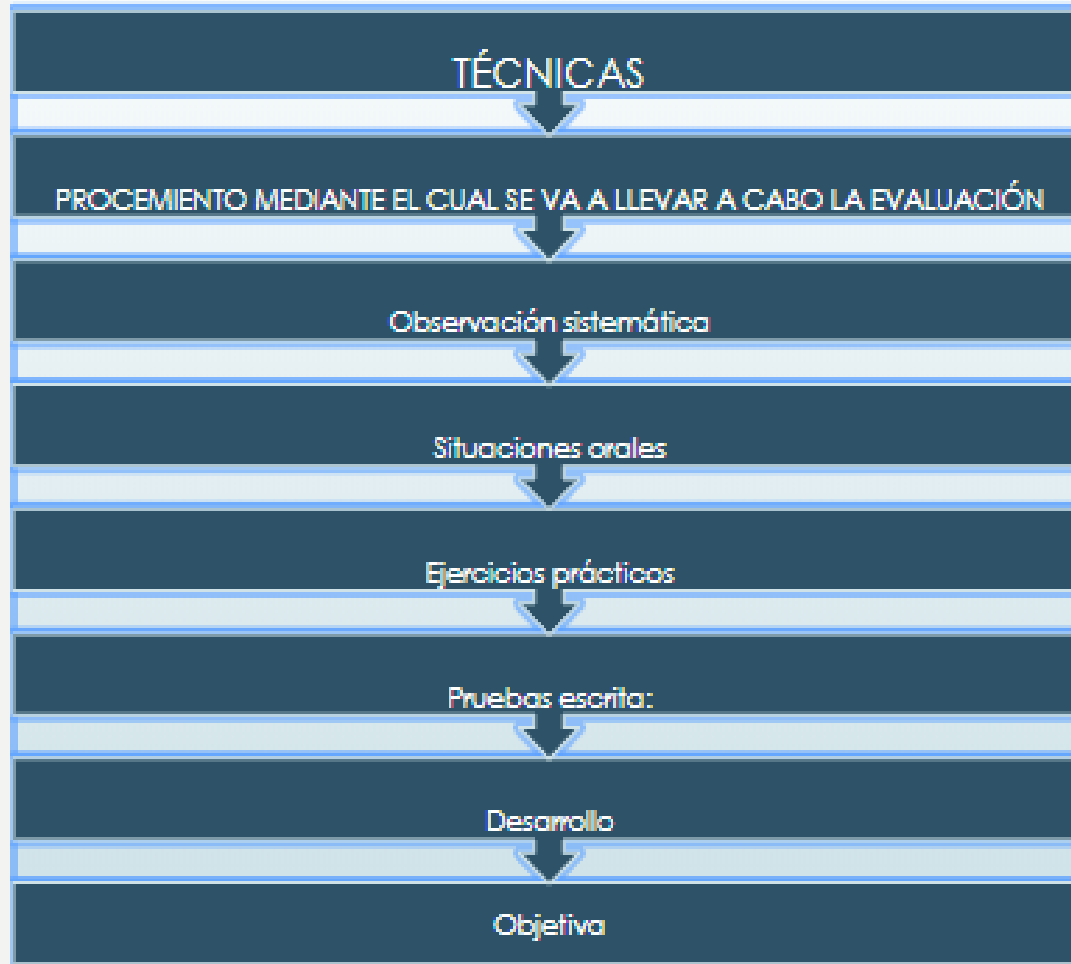 TÉCNICAS
PROCEMIENTO MEDIANTE EL CUAL SE VA A LLEVAR A CABO LA EVALUACIÓN
Observación sistemática
Situaciones orales
Ejercicios prácticos
Pruebas escrita:
Desarrollo
Objetiva